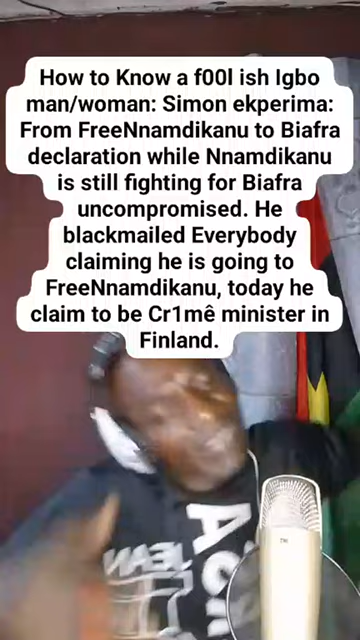 How to Know a f00l ish Igbo
man/woman: Simon ekperima:
From FreeNnamdikanu to Biafra
declaration while Nnamdikanu
is still fighting for Biafra
uncompromised. He
blackmailed Everybody
claiming he is going to
FreeNnamdikanu, today he
claim to be Cr1mê minister in
Finland.
TM